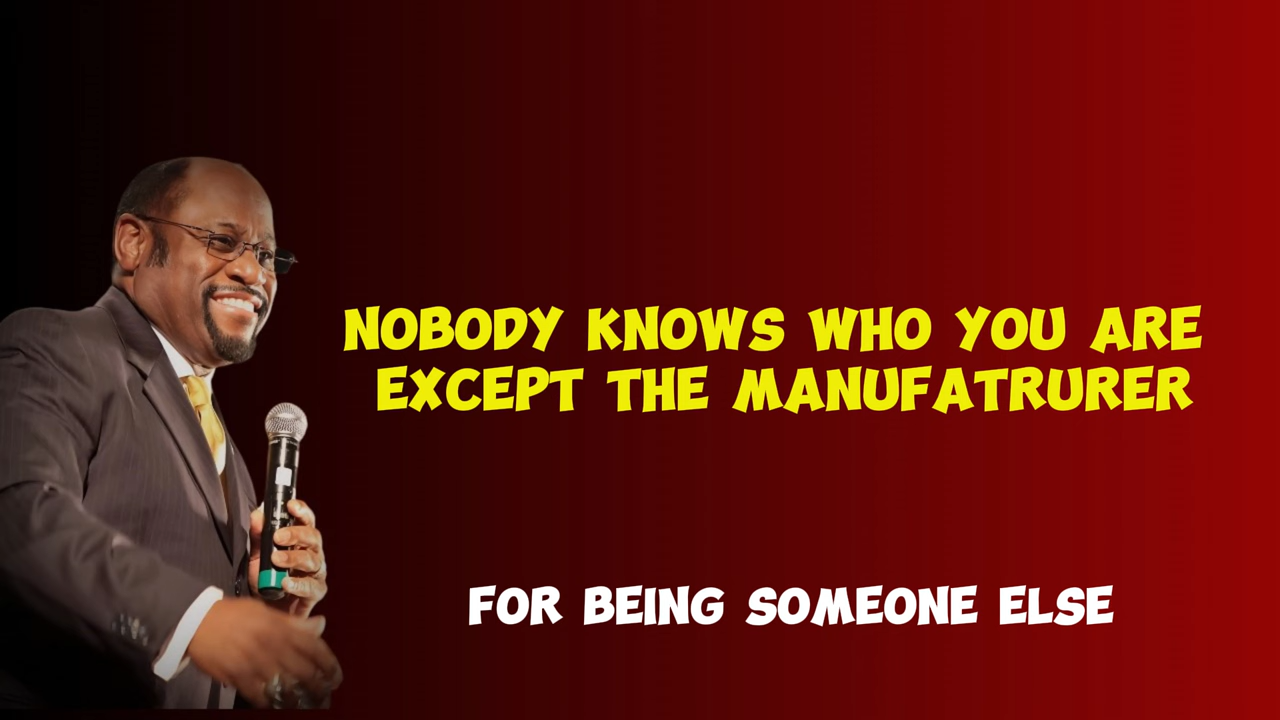 NOBODY KNOWS WHO YOU ARE
EXCEPT THE MANUFATRURER
FOR BEING SOMEONE ELSE